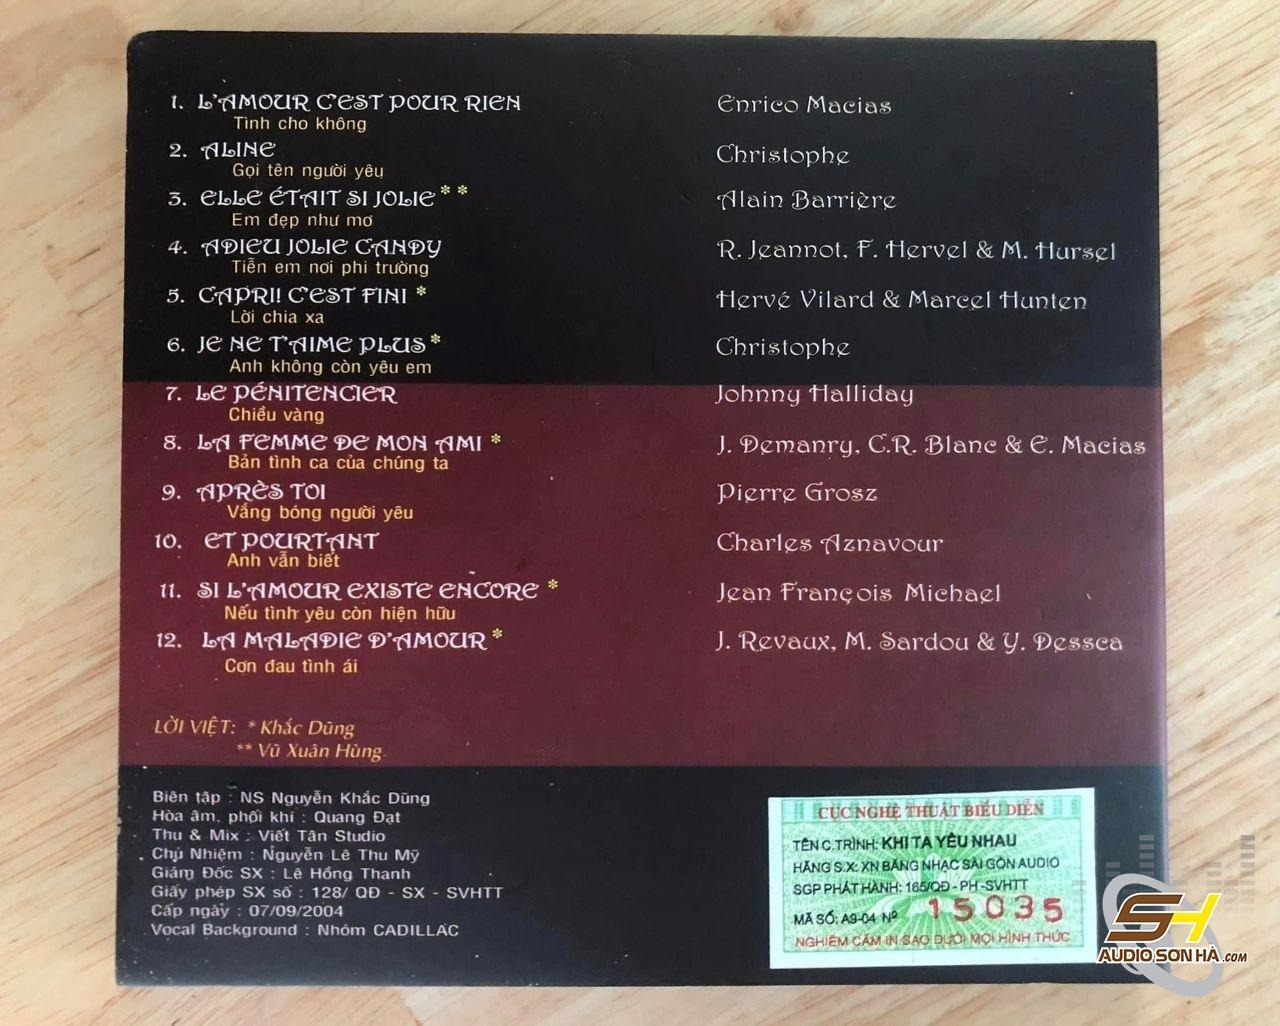 1. L'AMOUR C'EST POUR RIEN Enrico Macias
Tình cho không
2. ALINE Christophe
Gọi tên người yêu
3. ELLE ÉTAIT SI JOLIE ** Alain Barrière
Em đẹp như mơ
4. ADIEU JOLIE CANDY R. Jeannot, F. Hervel & M. Hursel
Tiễn em nơi phi trường
5. CAPRI! C'EST FINI * Hervé Vilard & Marcel Hunten
Lời chia xa
6. JE NE T'AIME PLUS * Christophe
Anh không còn yêu em
7. LE PÉNITENCIER Johnny Halliday
Chiều vàng
8. LA FEMME DE MON AMI * J. Demanry, C.R. Blanc & E. Macias
Bản tình ca của chúng ta
9. APRÈS TOI Pierre Grosz
Vắng bóng người yêu
10. ET POURTANT Charles Aznavour
Anh vẫn biết
11. SI L'AMOUR EXISTE ENCORE * Jean François Michael
Nếu tình yêu còn hiện hữu
12. LA MALADIE D'AMOUR * J. Revaux, M. Sardou & Y. Dessca
Cơn đau tình ái
LỜI VIỆT: * Khắc Dũng
** Vũ Xuân Hùng
Biên tập : NS Nguyễn Khắc Dũng
Hòa âm, phối khí : Quang Đạt
Thu & Mix : Viết Tân Studio
Chủ Nhiệm : Nguyễn Lê Thu Mỹ
Giám Đốc SX : Lê Hồng Thanh
Giấy phép SX số : 128/ QĐ - SX - SVHTT
Cấp ngày : 07/09/2004
Vocal Background : Nhóm CADILLAC
CỤC NGHỆ THUẬT BIỂU DIỄN
TÊN C.TRÌNH: KHI TA YÊU NHAU
HÃNG S.X: XN BĂNG NHẠC SÀI GÒN AUDIO
SGP PHÁT HÀNH: 165/QĐ - PH -SVHTT
MÃ SỐ: A9-04 Nº 15035
NGHIÊM CẤM IN SAO DƯỚI MỌI HÌNH THỨC
SH
AUDIO SON HÀ.COM